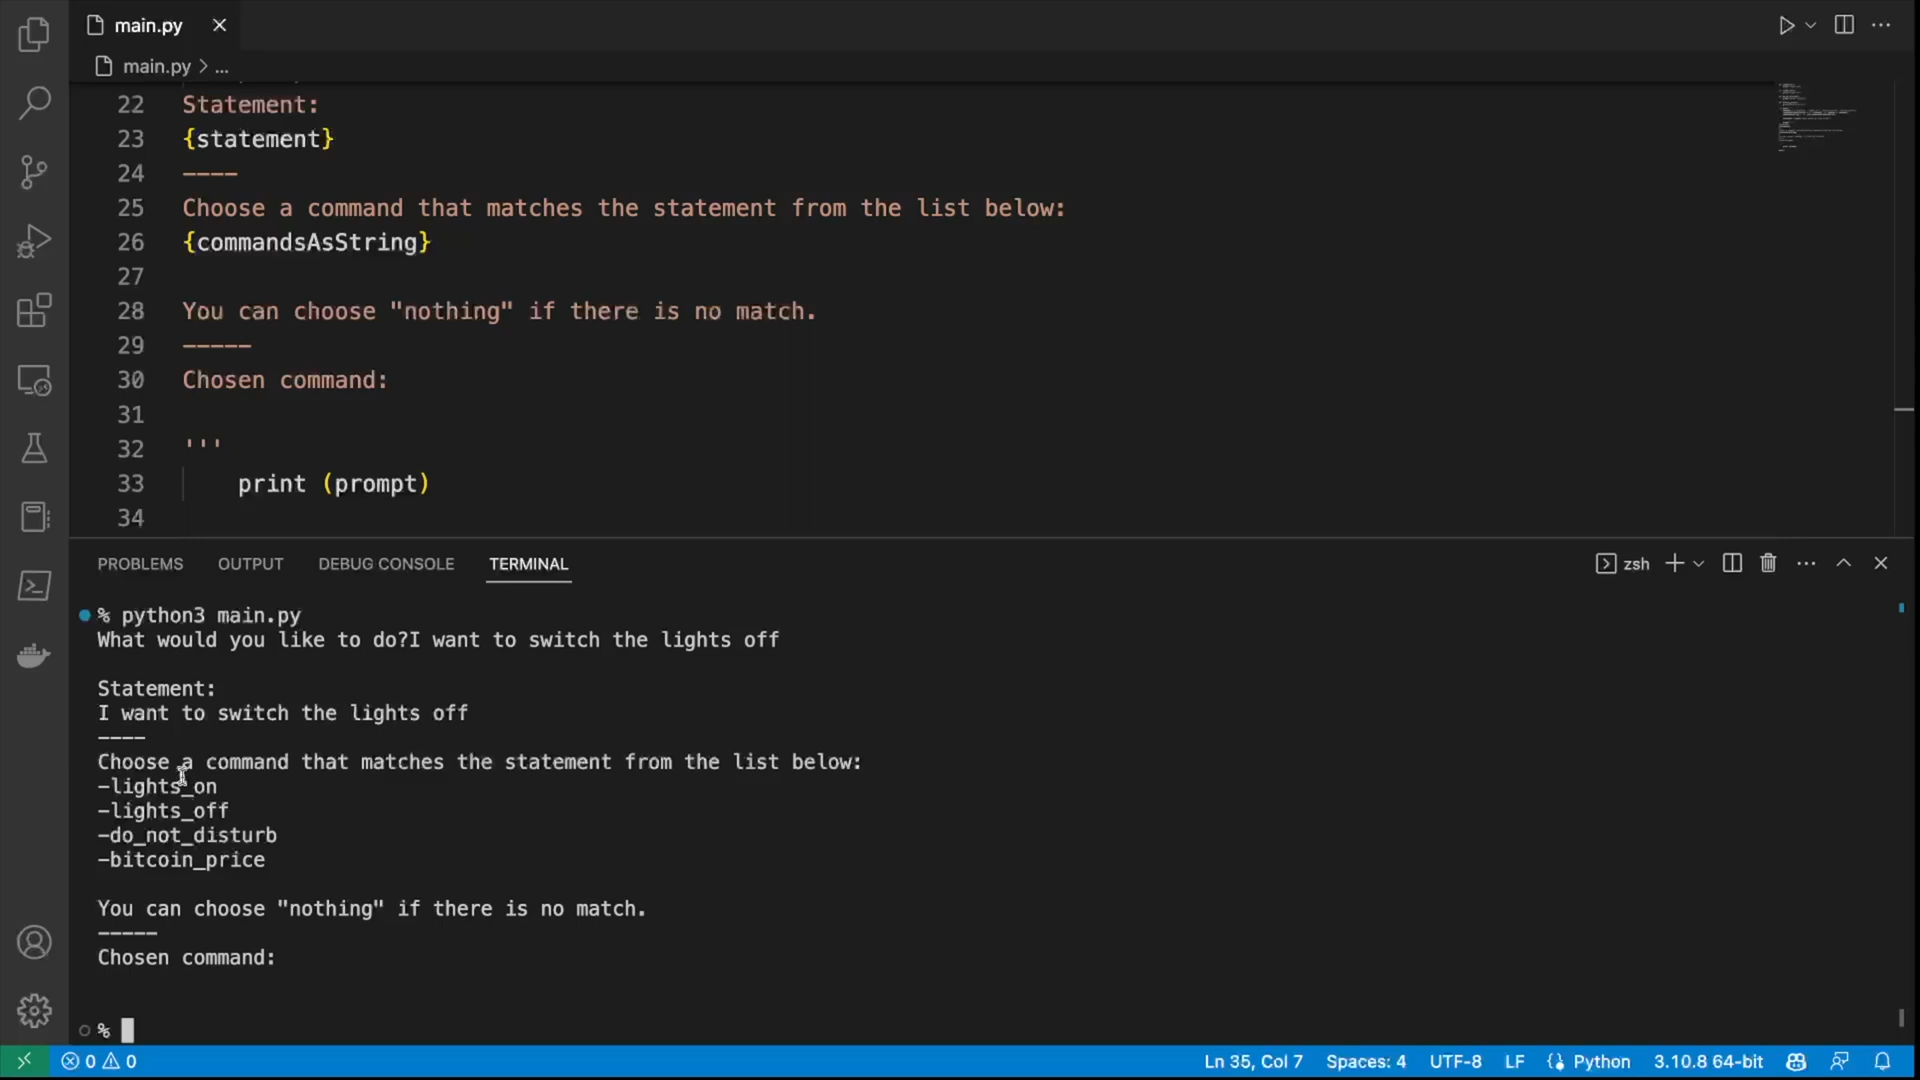 main.py
main.py > ...
22 Statement:
23 {statement}
24 ----
25 Choose a command that matches the statement from the list below:
26 {commandsAsString}
27
28 You can choose "nothing" if there is no match.
29 -----
30 Chosen command:
31
32 '''
33 print (prompt)
34
PROBLEMS OUTPUT DEBUG CONSOLE TERMINAL zsh
% python3 main.py
What would you like to do?I want to switch the lights off
Statement:
I want to switch the lights off
----
Choose a command that matches the statement from the list below:
-lights_on
-lights_off
-do_not_disturb
-bitcoin_price
You can choose "nothing" if there is no match.
-----
Chosen command:
%
0 0 Ln 35, Col 7 Spaces: 4 UTF-8 LF Python 3.10.8 64-bit